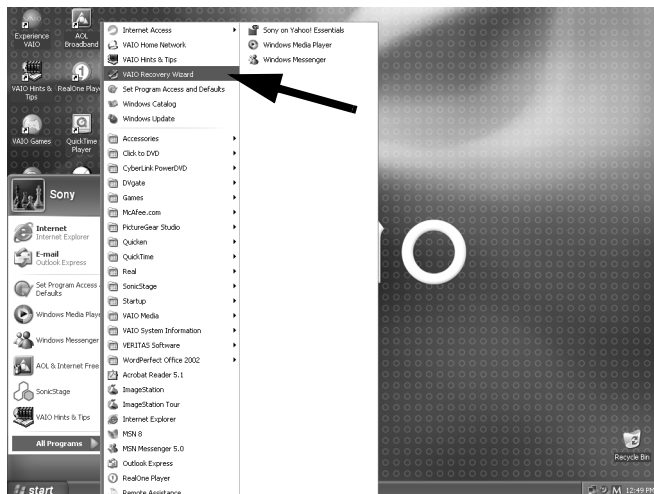 Experience
VAIO
AOL
Broadband
VAIO Hints &
Tips
RealOne Play
VAIO Games
QuickTime
Player
Sony
Internet
Internet Explorer
E-mail
Outlook Express
Set Program Access
Defaults
Windows Media Playe
Windows Messenger
AOL & Internet Free
SonicStage
VAIO Hints & Tips
All Programs
start
Internet Access
VAIO Home Network
VAIO Hints & Tips
VAIO Recovery Wizard
Set Program Access and Defaults
Windows Catalog
Windows Update
Accessories
Click to DVD
CyberLink PowerDVD
DVgate
Games
McAfee.com
PictureGear Studio
Quicken
QuickTime
Real
SonicStage
Startup
VAIO Media
VAIO System Information
VERITAS Software
WordPerfect Office 2002
Acrobat Reader 5.1
ImageStation
ImageStation Tour
Internet Explorer
MSN 8
MSN Messenger 5.0
Outlook Express
RealOne Player
Remote Assistance
Sony on Yahoo! Essentials
Windows Media Player
Windows Messenger
Recycle Bin
12:49 PM